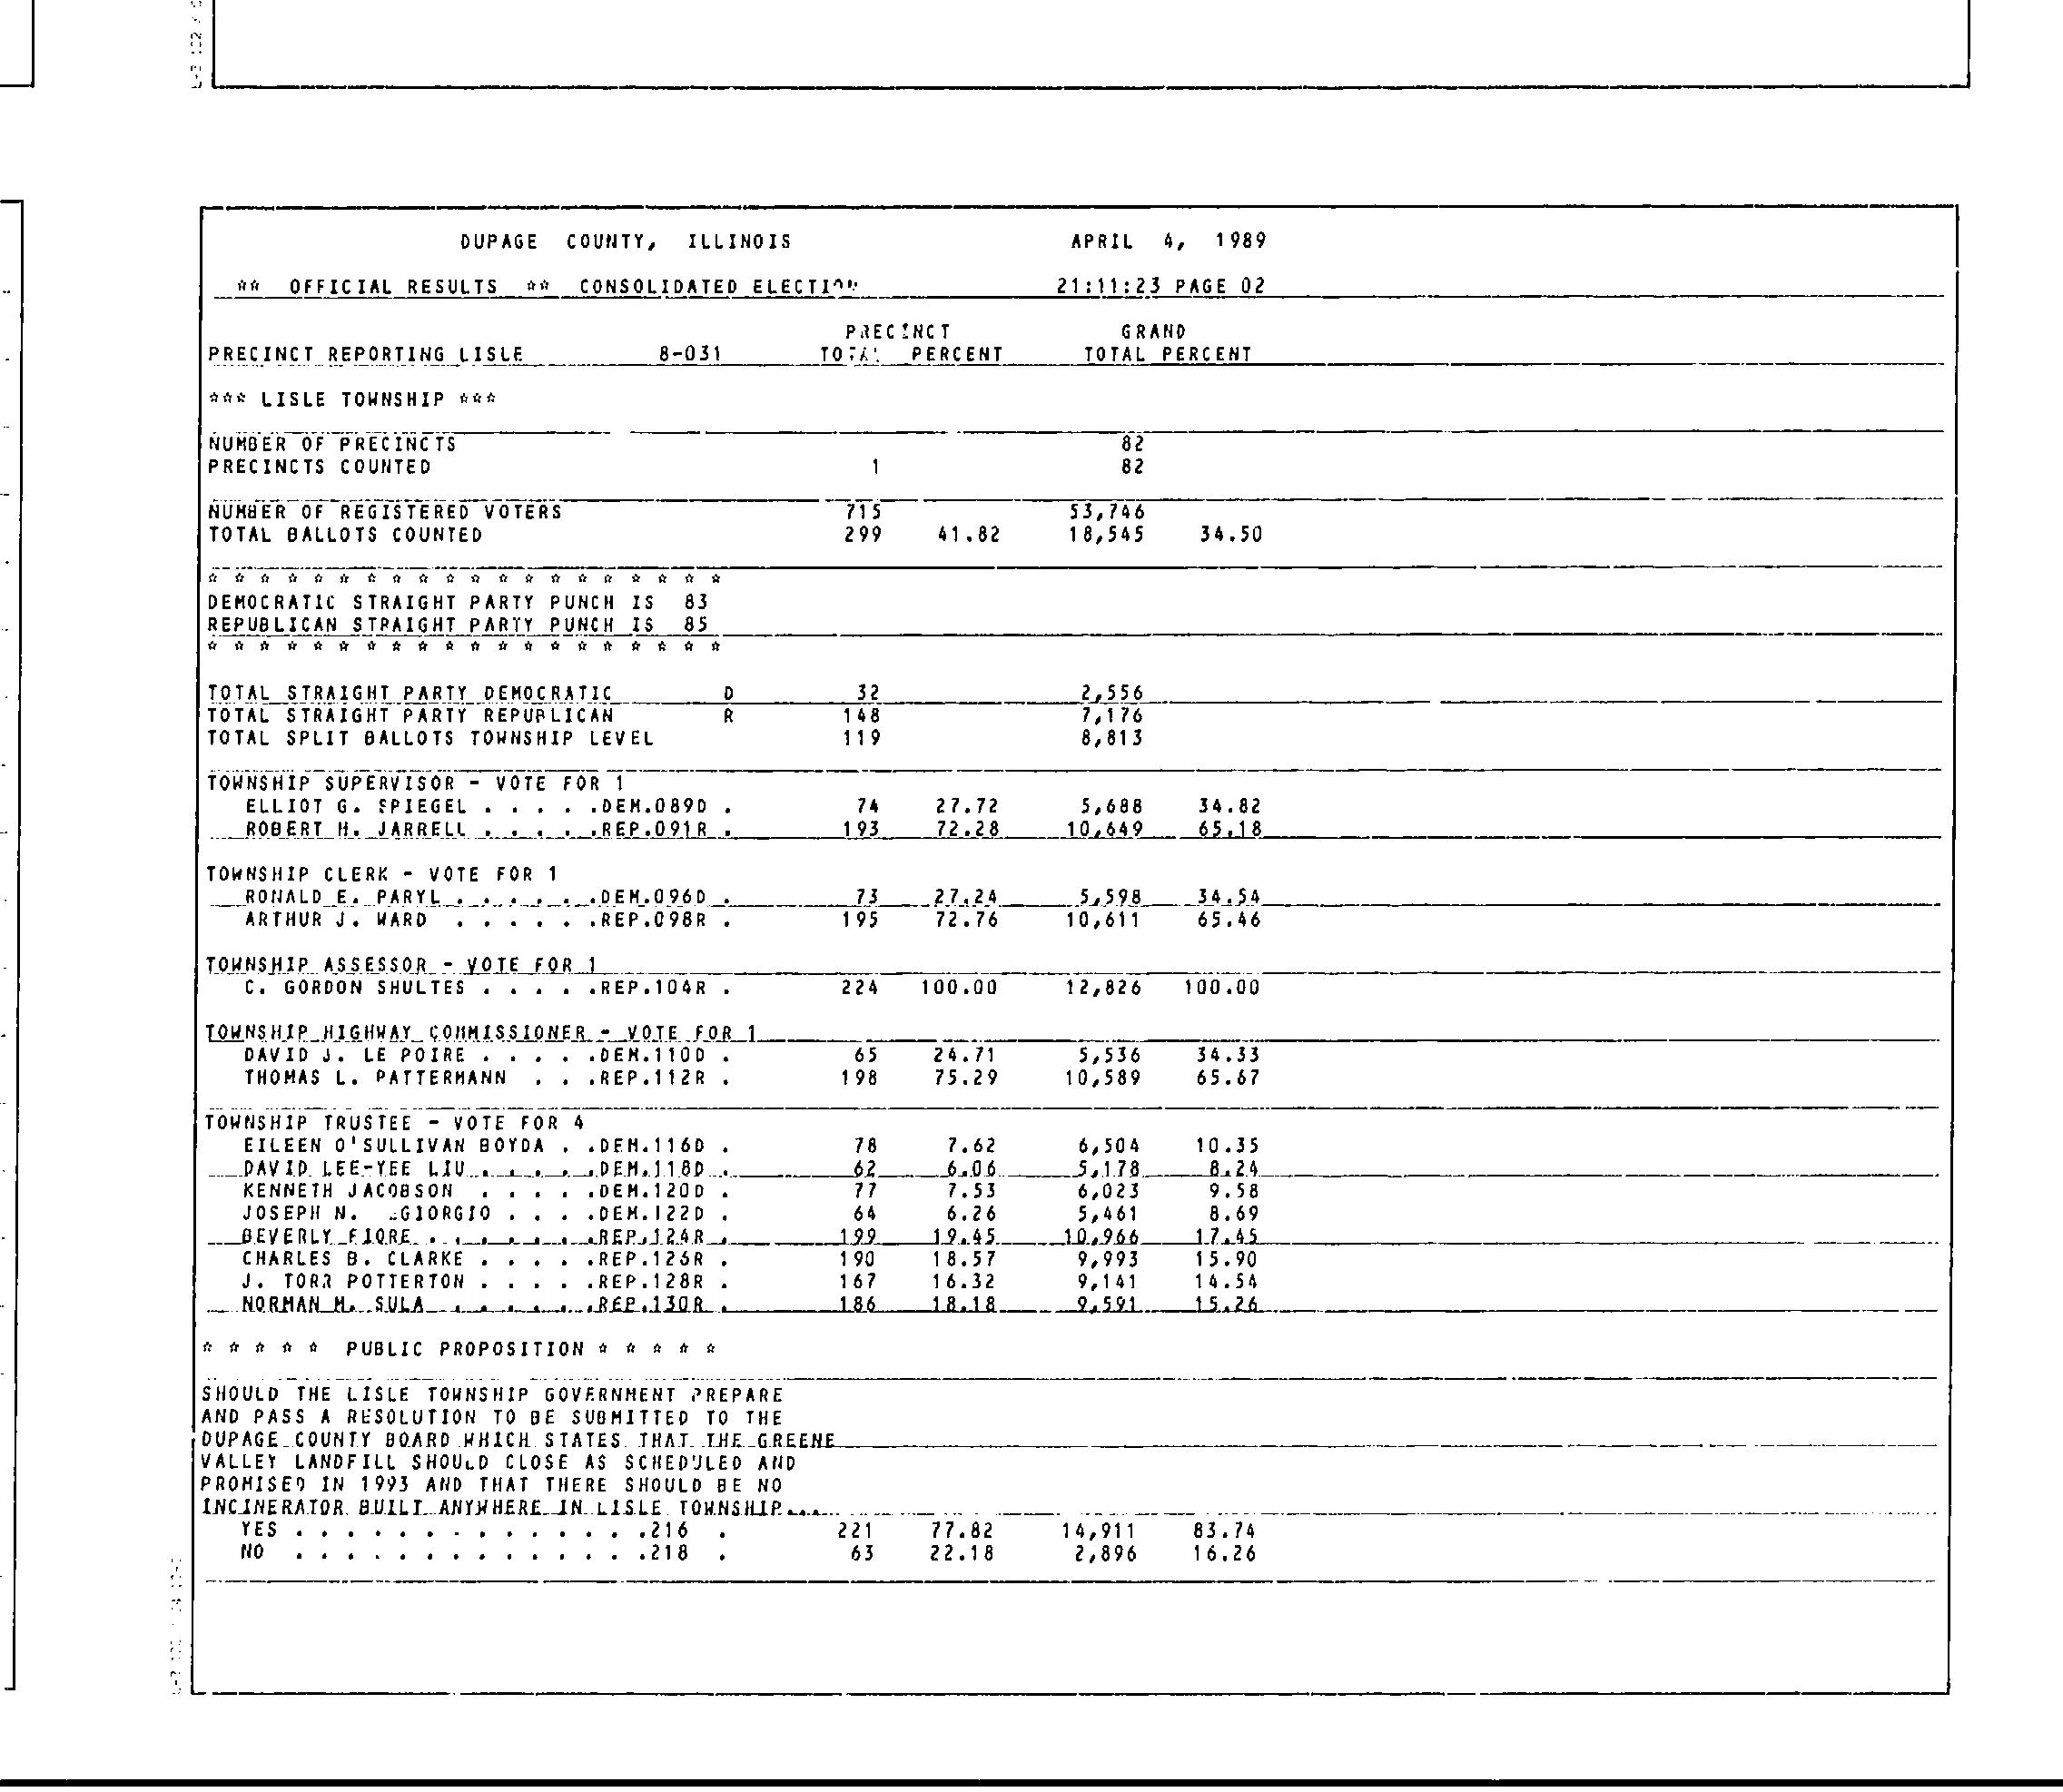 DUPAGE COUNTY, ILLINOIS APRIL 4, 1989
** OFFICIAL RESULTS ** CONSOLIDATED ELECTION 21:11:23 PAGE 02
PRECINCT GRAND
PRECINCT REPORTING LISLE 8-031 TOTAL PERCENT TOTAL PERCENT
*** LISLE TOWNSHIP ***
NUMBER OF PRECINCTS 82
PRECINCTS COUNTED 1 82
NUMBER OF REGISTERED VOTERS 715 53,746
TOTAL BALLOTS COUNTED 299 41.82 18,545 34.50
* * * * * * * * * * * * * * * * * * * *
DEMOCRATIC STRAIGHT PARTY PUNCH IS 83
REPUBLICAN STRAIGHT PARTY PUNCH IS 85
* * * * * * * * * * * * * * * * * * * *
TOTAL STRAIGHT PARTY DEMOCRATIC D 32 2,556
TOTAL STRAIGHT PARTY REPUBLICAN R 148 7,176
TOTAL SPLIT BALLOTS TOWNSHIP LEVEL 119 8,813
TOWNSHIP SUPERVISOR - VOTE FOR 1
ELLIOT G. SPIEGEL . . . . .DEM.089D . 74 27.72 5,688 34.82
ROBERT H. JARRELL . . . . .REP.091R . 193 72.28 10,649 65.18
TOWNSHIP CLERK - VOTE FOR 1
RONALD E. PARYL . . . . . .DEM.096D . 73 27.24 5,598 34.54
ARTHUR J. WARD . . . . . .REP.098R . 195 72.76 10,611 65.46
TOWNSHIP ASSESSOR - VOTE FOR 1
C. GORDON SHULTES . . . . .REP.104R . 224 100.00 12,826 100.00
TOWNSHIP HIGHWAY COMMISSIONER - VOTE FOR 1
DAVID J. LE POIRE . . . . .DEM.110D . 65 24.71 5,536 34.33
THOMAS L. PATTERMANN . . .REP.112R . 198 75.29 10,589 65.67
TOWNSHIP TRUSTEE - VOTE FOR 4
EILEEN O'SULLIVAN BOYDA . .DEM.116D . 78 7.62 6,504 10.35
DAVID LEE-YEE LIU . . . . .DEM.118D . 62 6.06 5,178 8.24
KENNETH JACOBSON . . . . .DEM.120D . 77 7.53 6,023 9.58
JOSEPH N. GIORGIO . . . .DEM.122D . 64 6.26 5,461 8.69
BEVERLY FIORE . . . . . . .REP.124R . 199 19.45 10,966 17.45
CHARLES B. CLARKE . . . . .REP.126R . 190 18.57 9,993 15.90
J. TORR POTTERTON . . . . .REP.128R . 167 16.32 9,141 14.54
NORMAN M. SULA . . . . . .REP.130R . 186 18.18 9,591 15.26
* * * * * PUBLIC PROPOSITION * * * * *
SHOULD THE LISLE TOWNSHIP GOVERNMENT PREPARE
AND PASS A RESOLUTION TO BE SUBMITTED TO THE
DUPAGE COUNTY BOARD WHICH STATES THAT THE GREENE
VALLEY LANDFILL SHOULD CLOSE AS SCHEDULED AND
PROMISED IN 1993 AND THAT THERE SHOULD BE NO
INCINERATOR BUILT ANYWHERE IN LISLE TOWNSHIP...
YES . . . . . . . . . . . . . .216 . 221 77.82 14,911 83.74
NO . . . . . . . . . . . . . .218 . 63 22.18 2,896 16.26